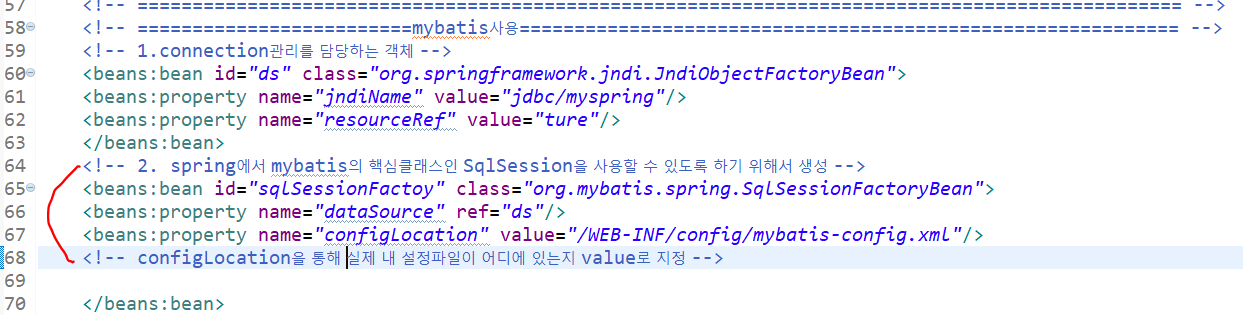 57 <!-- ========================================================================================= -->
58 <!-- =======================mybatis사용======================================================== -->
59 <!-- 1.connection관리를 담당하는 객체 -->
60 <beans:bean id="ds" class="org.springframework.jndi.JndiObjectFactoryBean">
61 <beans:property name="jndiName" value="jdbc/myspring"/>
62 <beans:property name="resourceRef" value="ture"/>
63 </beans:bean>
64 <!-- 2. spring에서 mybatis의 핵심클래스인 SqlSession을 사용할 수 있도록 하기 위해서 생성 -->
65 <beans:bean id="sqlSessionFactoy" class="org.mybatis.spring.SqlSessionFactoryBean">
66 <beans:property name="dataSource" ref="ds"/>
67 <beans:property name="configLocation" value="/WEB-INF/config/mybatis-config.xml"/>
68 <!-- configLocation을 통해 실제 내 설정파일이 어디에 있는지 value로 지정 -->
69
70 </beans:bean>